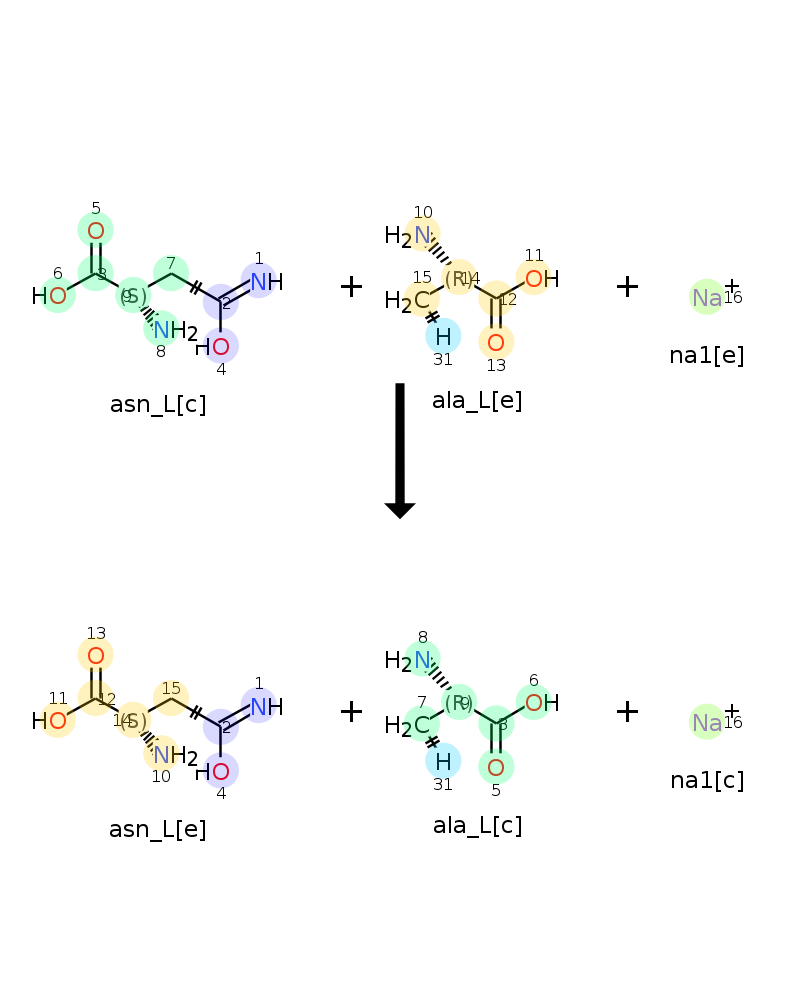 5
O
6 3 7 1
HO 9 (S) 2 NH
NH2 HO
8 4
asn_L[c]
+
10
H2N
15 (R) 14 11
H2C 12 OH
H O
31 13
ala_L[e]
+
Na+
16
na1[e]
13
O
11 12 15 1
HO 14 (S) 2 NH
NH2 HO
10 4
asn_L[e]
+
8
H2N
7 (R) 9 6
H2C 3 OH
H O
31 5
ala_L[c]
+
Na+
16
na1[c]